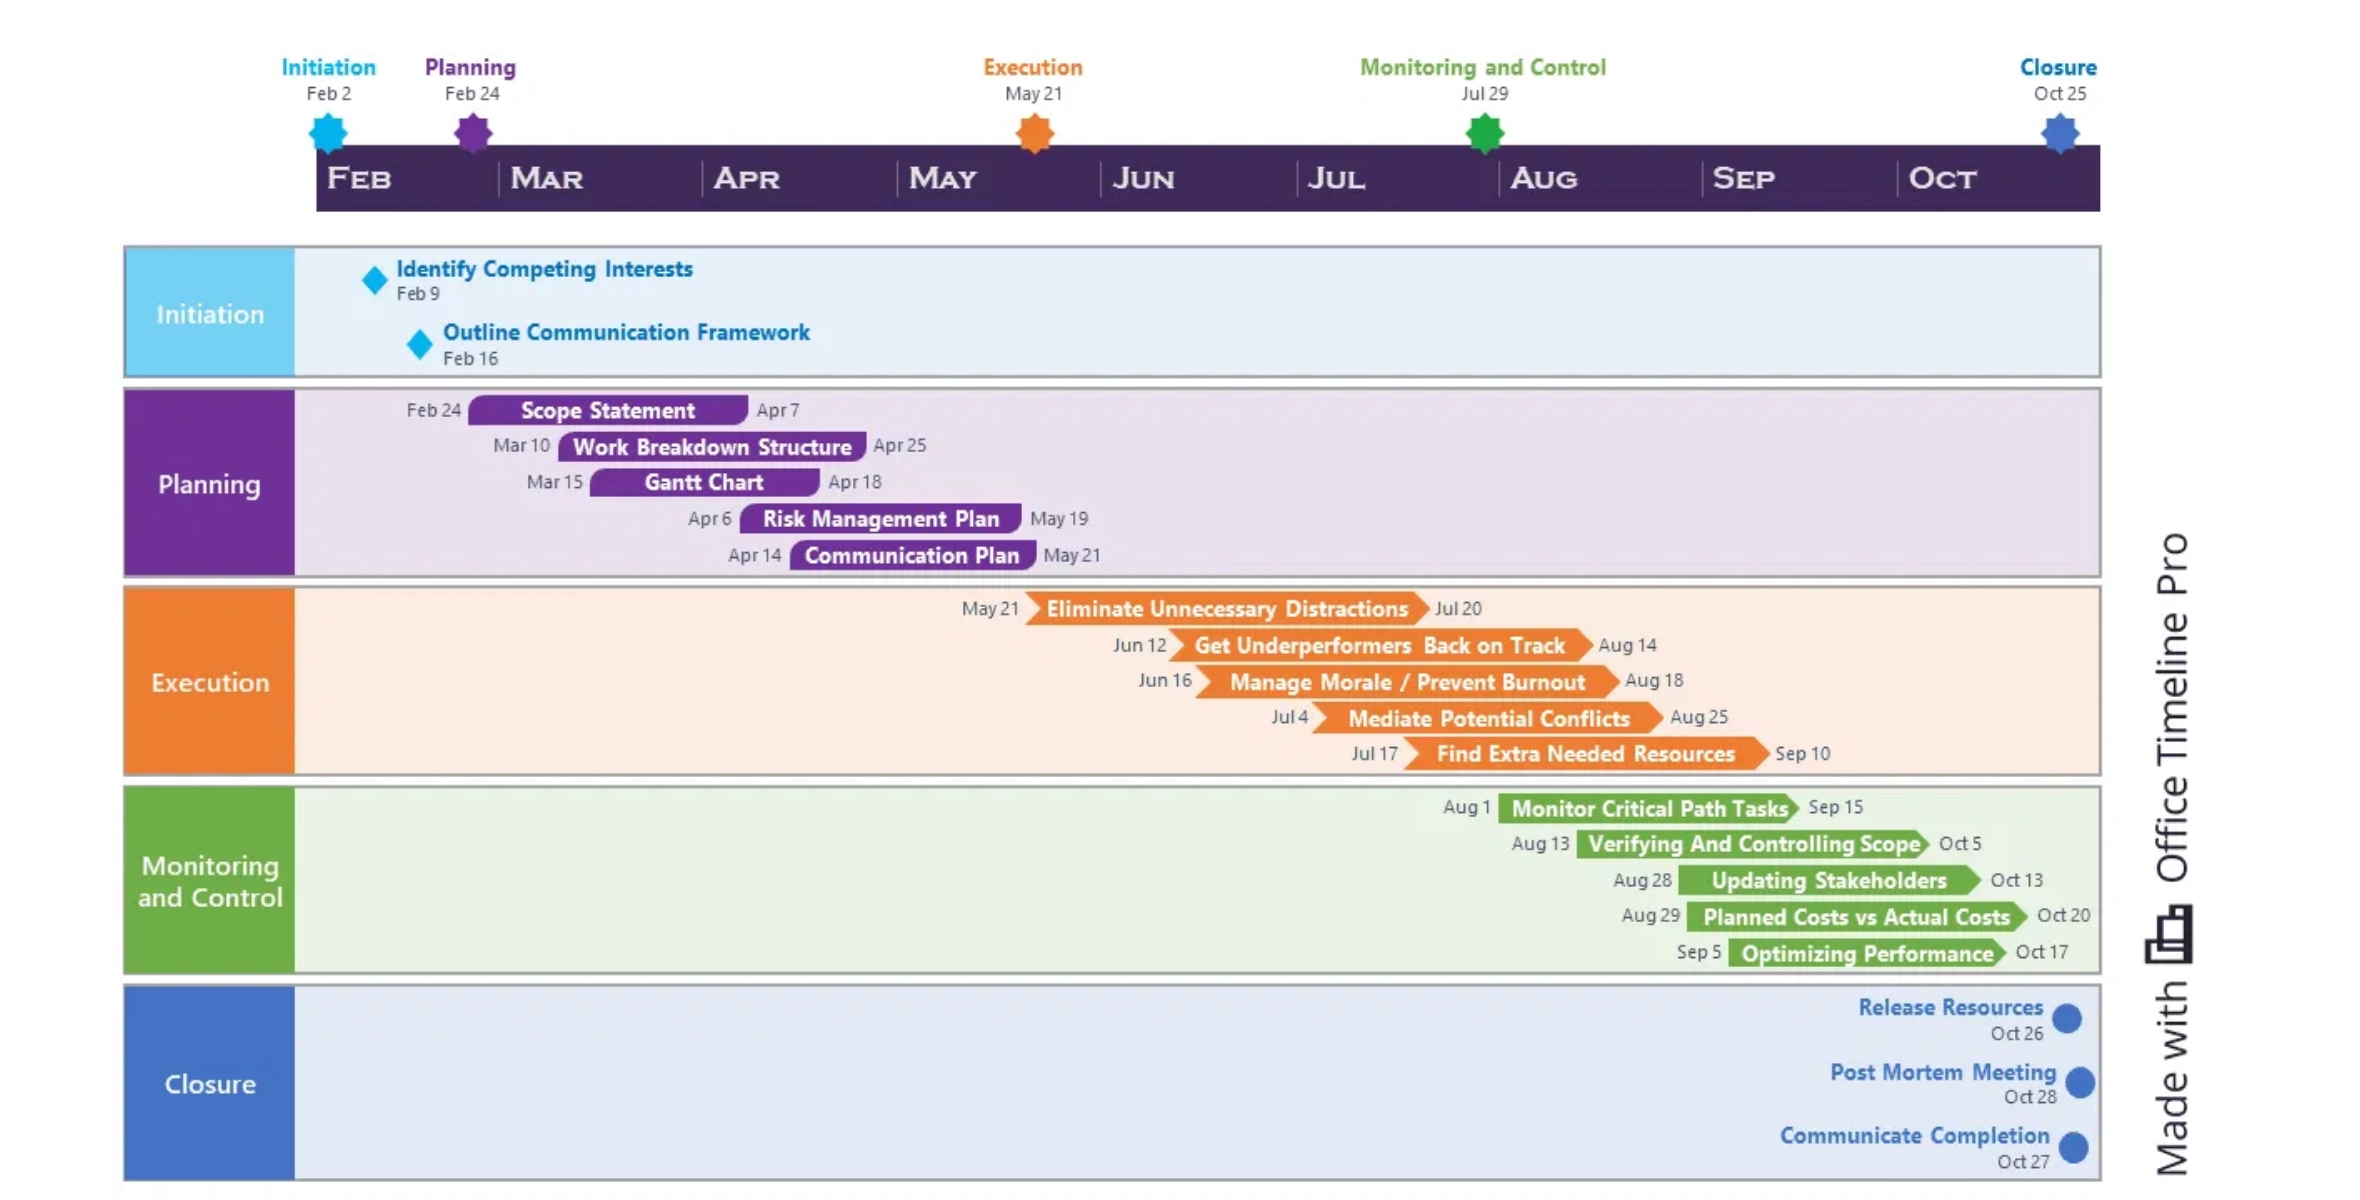 Initiation
Feb 2
Planning
Feb 24
Execution
May 21
Monitoring and Control
Jul 29
Closure
Oct 25
FEB MAR APR MAY JUN JUL AUG SEP OCT
Initiation
Identify Competing Interests
Feb 9
Outline Communication Framework
Feb 16
Planning
Feb 24 Scope Statement Apr 7
Mar 10 Work Breakdown Structure Apr 25
Mar 15 Gantt Chart Apr 18
Apr 6 Risk Management Plan May 19
Apr 14 Communication Plan May 21
Execution
May 21 Eliminate Unnecessary Distractions Jul 20
Jun 12 Get Underperformers Back on Track Aug 14
Jun 16 Manage Morale / Prevent Burnout Aug 18
Jul 4 Mediate Potential Conflicts Aug 25
Jul 17 Find Extra Needed Resources Sep 10
Monitoring
and Control
Aug 1 Monitor Critical Path Tasks Sep 15
Aug 13 Verifying And Controlling Scope Oct 5
Aug 28 Updating Stakeholders Oct 13
Aug 29 Planned Costs vs Actual Costs Oct 20
Sep 5 Optimizing Performance Oct 17
Closure
Release Resources
Oct 26
Post Mortem Meeting
Oct 28
Communicate Completion
Oct 27
Made with Office Timeline Pro